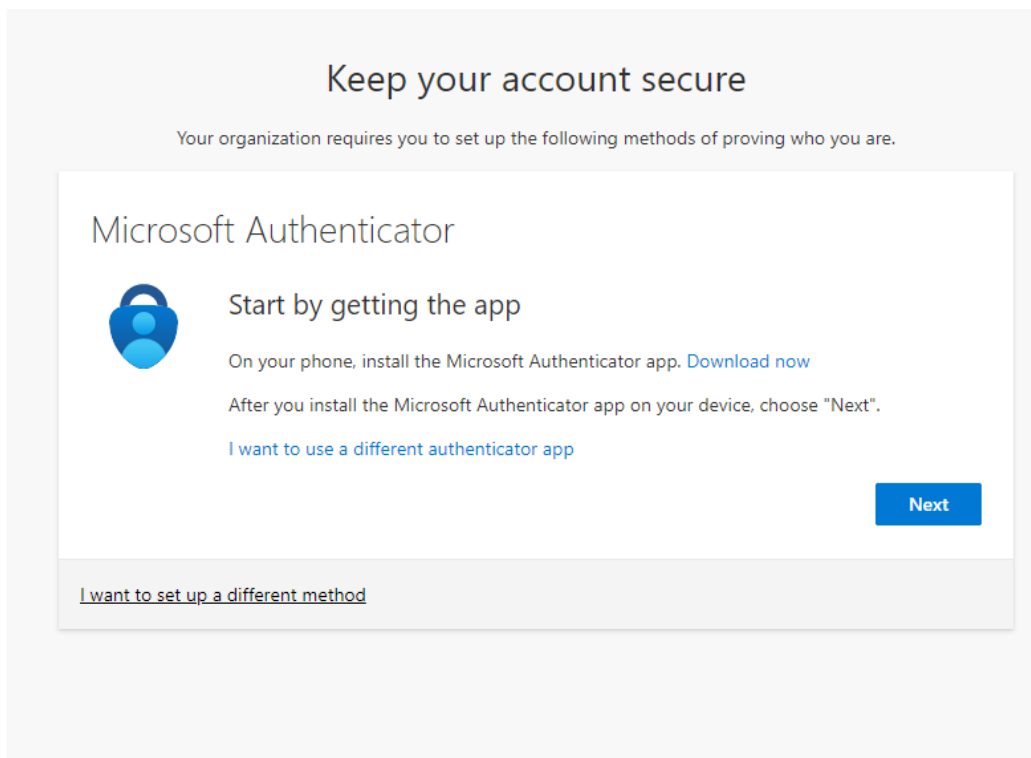 Keep your account secure
Your organization requires you to set up the following methods of proving who you are.
Microsoft Authenticator
Start by getting the app
On your phone, install the Microsoft Authenticator app. Download now
After you install the Microsoft Authenticator app on your device, choose "Next".
I want to use a different authenticator app
Next
I want to set up a different method